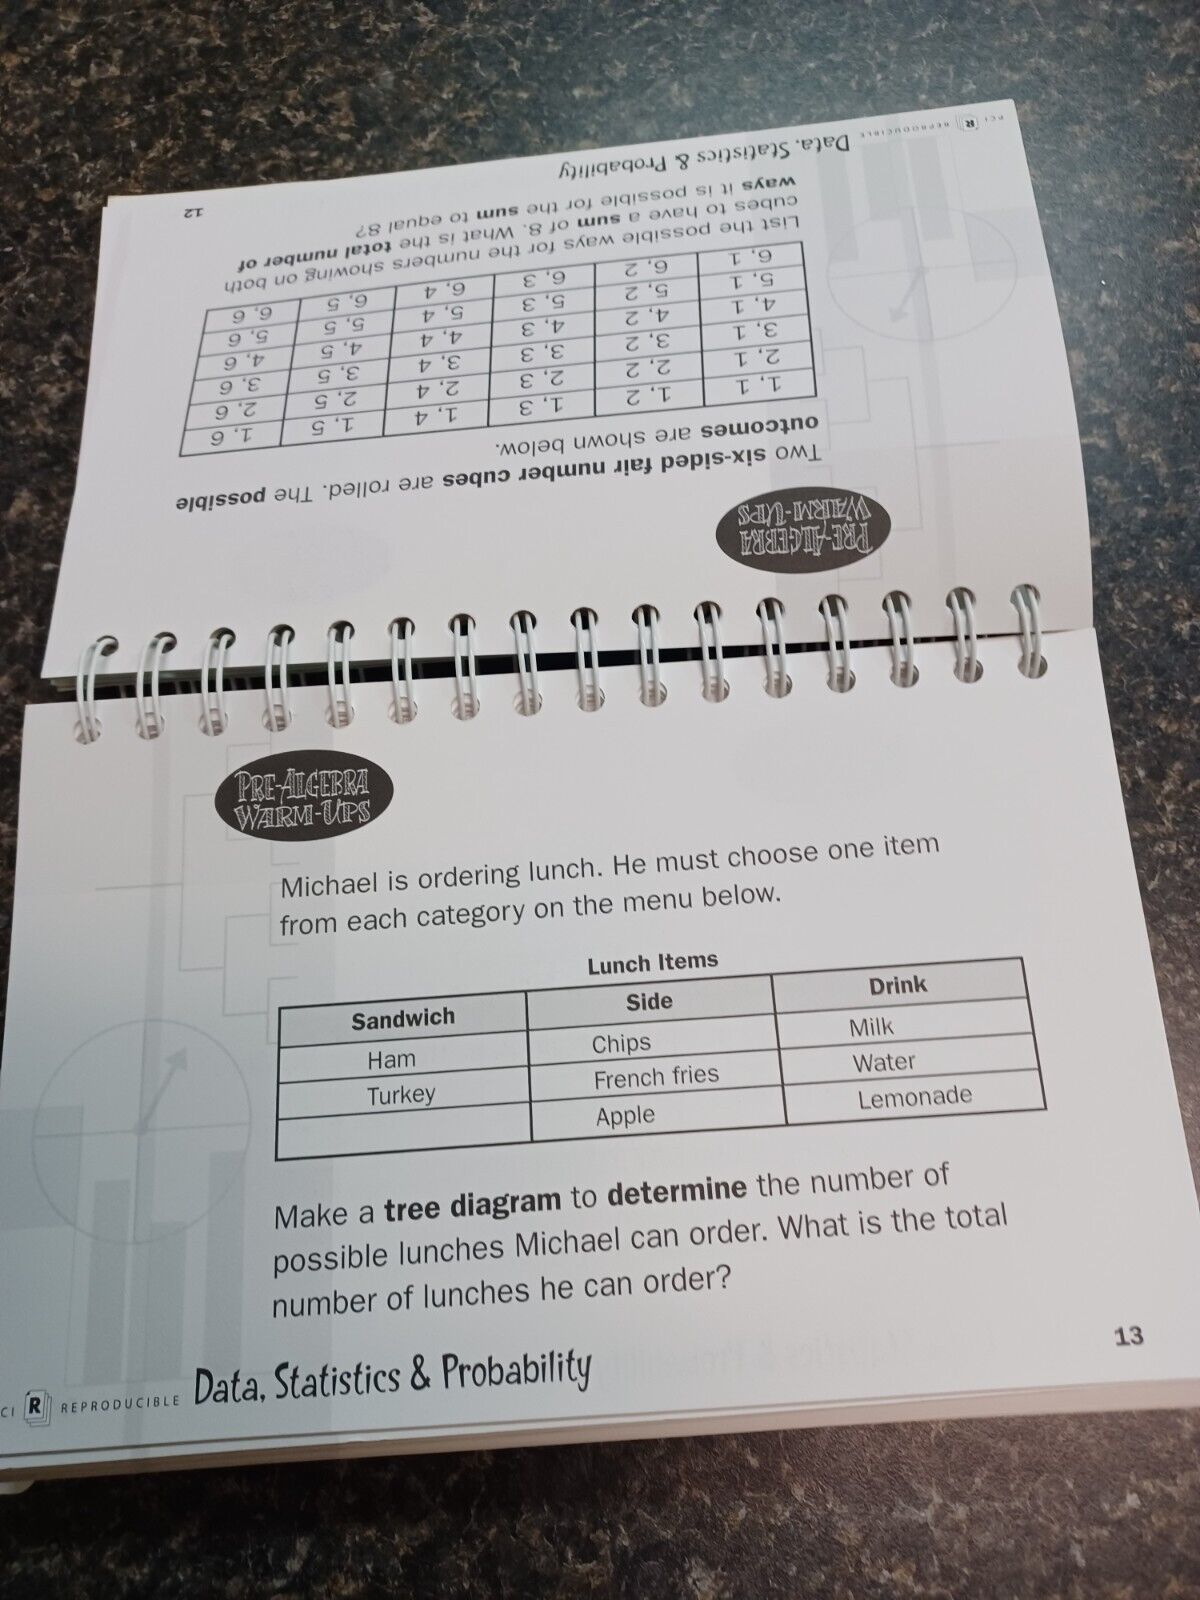 PRE-ALGEBRA
WARM-UPS
Two six-sided fair number cubes are rolled. The possible
outcomes are shown below.
1, 1 1, 2 1, 3 1, 4 1, 5 1, 6
2, 1 2, 2 2, 3 2, 4 2, 5 2, 6
3, 1 3, 2 3, 3 3, 4 3, 5 3, 6
4, 1 4, 2 4, 3 4, 4 4, 5 4, 6
5, 1 5, 2 5, 3 5, 4 5, 5 5, 6
6, 1 6, 2 6, 3 6, 4 6, 5 6, 6
List the possible ways for the numbers showing on both
cubes to have a sum of 8. What is the total number of
ways it is possible for the sum to equal 8?
12
PCI R REPRODUCIBLE Data, Statistics & Probability
PRE-ALGEBRA
WARM-UPS
Michael is ordering lunch. He must choose one item
from each category on the menu below.
Lunch Items
Sandwich Side Drink
Ham Chips Milk
Turkey French fries Water
Apple Lemonade
Make a tree diagram to determine the number of
possible lunches Michael can order. What is the total
number of lunches he can order?
13
CI R REPRODUCIBLE Data, Statistics & Probability